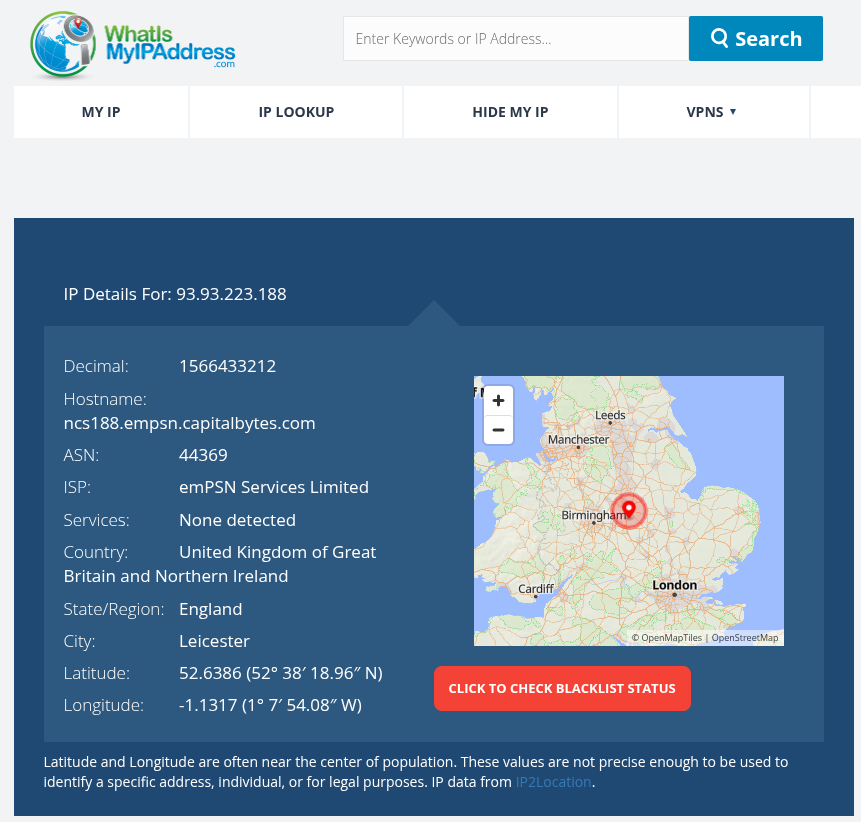 WhatIs
MyIPAddress
.com
Enter Keywords or IP Address...
Search
MY IP
IP LOOKUP
HIDE MY IP
VPNS ▾
IP Details For: 93.93.223.188
Decimal: 1566433212
Hostname:
ncs188.empsn.capitalbytes.com
ASN: 44369
ISP: emPSN Services Limited
Services: None detected
Country: United Kingdom of Great
Britain and Northern Ireland
State/Region: England
City: Leicester
Latitude: 52.6386 (52° 38′ 18.96″ N)
Longitude: -1.1317 (1° 7′ 54.08″ W)
+
−
Leeds
Manchester
Birmingham
Cardiff
London
© OpenMapTiles | OpenStreetMap
CLICK TO CHECK BLACKLIST STATUS
Latitude and Longitude are often near the center of population. These values are not precise enough to be used to
identify a specific address, individual, or for legal purposes. IP data from IP2Location.